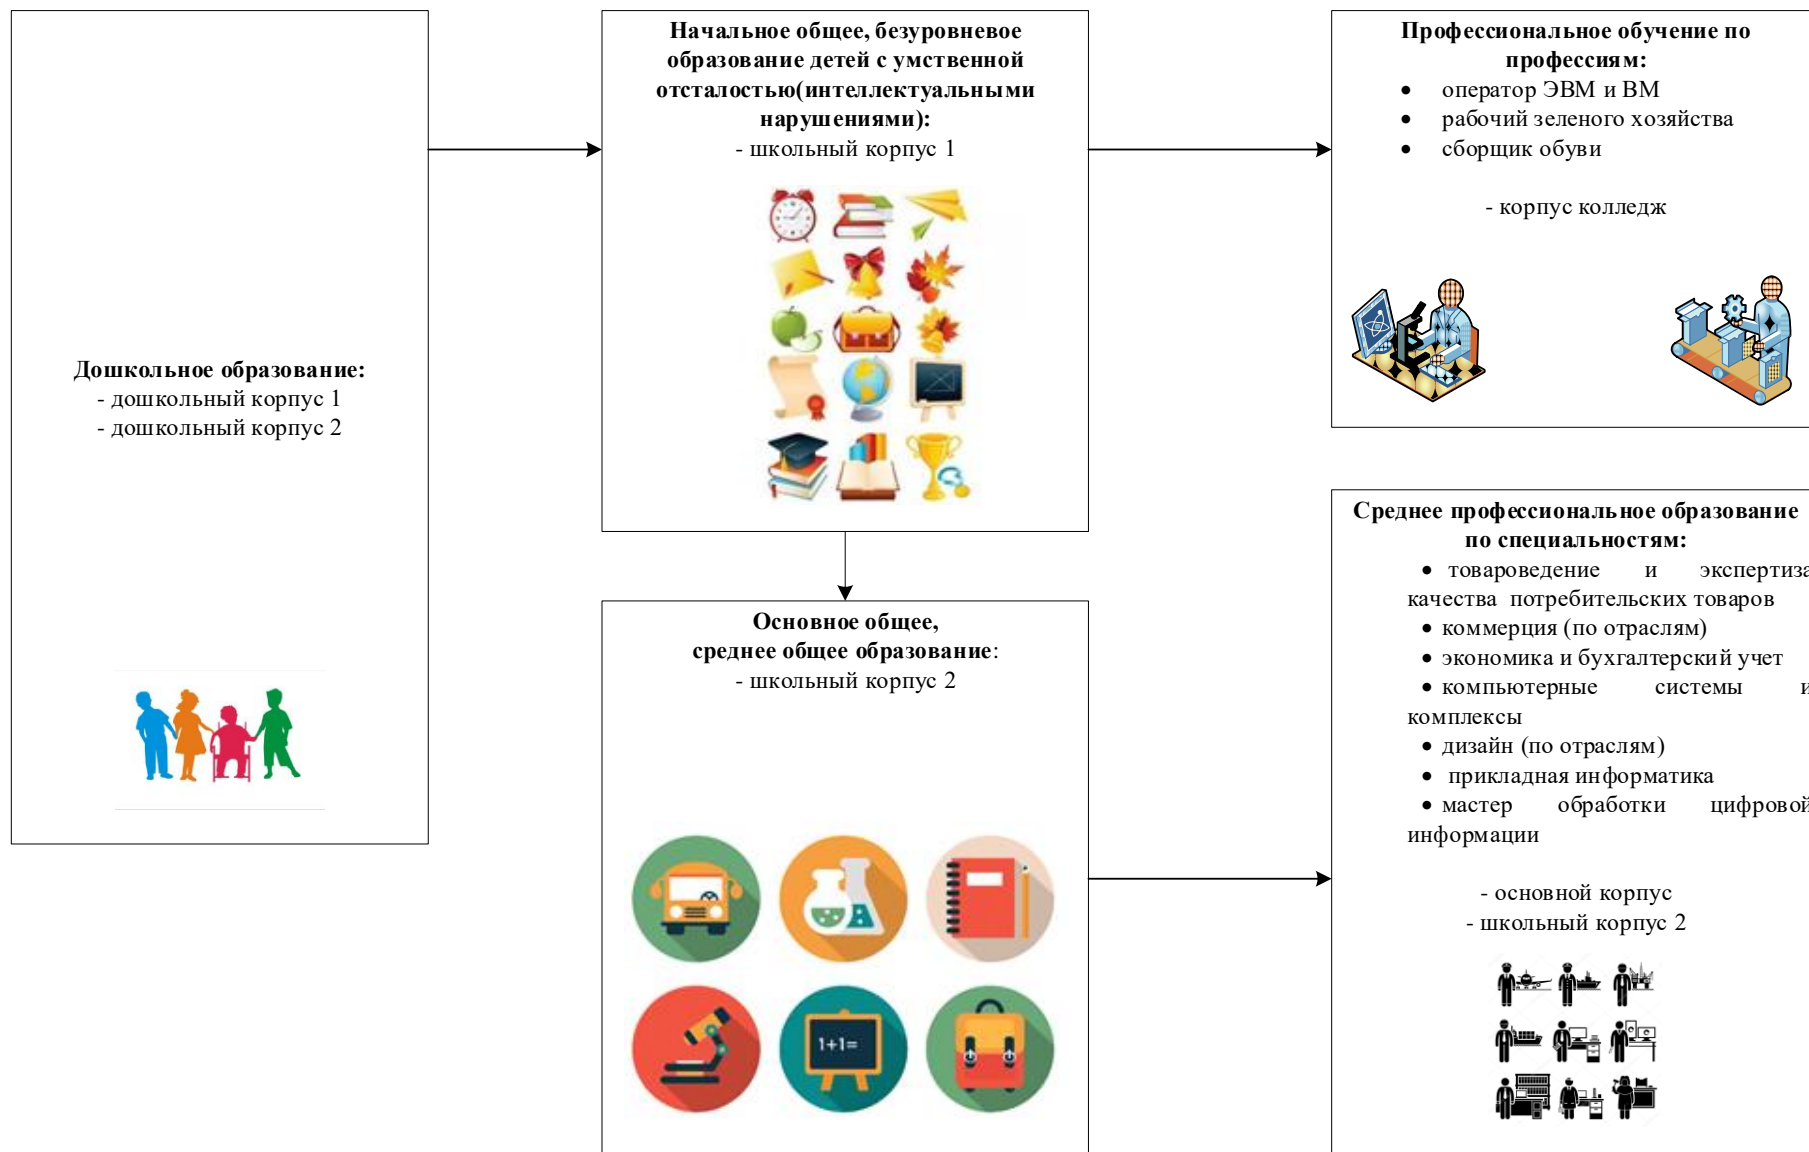 Дошкольное образование:
- дошкольный корпус 1
- дошкольный корпус 2
Начальное общее, безуровневое
образование детей с умственной
отсталостью(интеллектуальными
нарушениями):
- школьный корпус 1
Основное общее,
среднее общее образование:
- школьный корпус 2
1+1=
Профессиональное обучение по
профессиям:
• оператор ЭВМ и ВМ
• рабочий зеленого хозяйства
• сборщик обуви
- корпус колледж
Среднее профессиональное образование
по специальностям:
• товароведение и экспертиза
качества потребительских товаров
• коммерция (по отраслям)
• экономика и бухгалтерский учет
• компьютерные системы и
комплексы
• дизайн (по отраслям)
• прикладная информатика
• мастер обработки цифровой
информации
- основной корпус
- школьный корпус 2